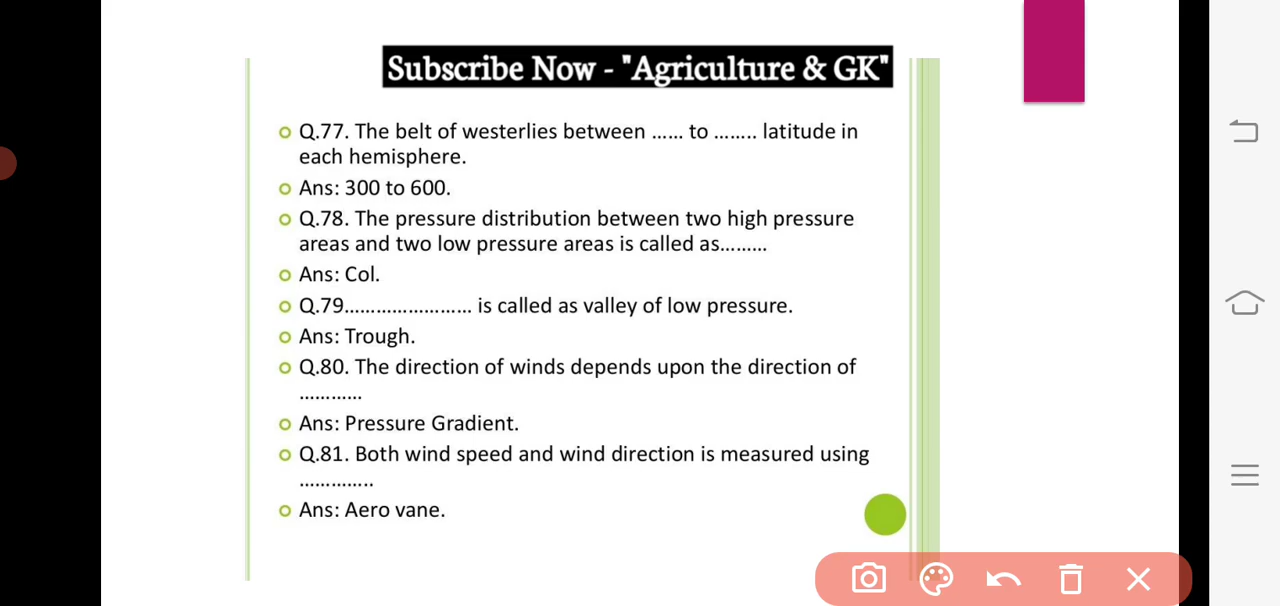 Subscribe Now - "Agriculture & GK"
Q.77. The belt of westerlies between ...... to ........ latitude in
each hemisphere.
Ans: 300 to 600.
Q.78. The pressure distribution between two high pressure
areas and two low pressure areas is called as.........
Ans: Col.
Q.79........................ is called as valley of low pressure.
Ans: Trough.
Q.80. The direction of winds depends upon the direction of
............
Ans: Pressure Gradient.
Q.81. Both wind speed and wind direction is measured using
..............
Ans: Aero vane.